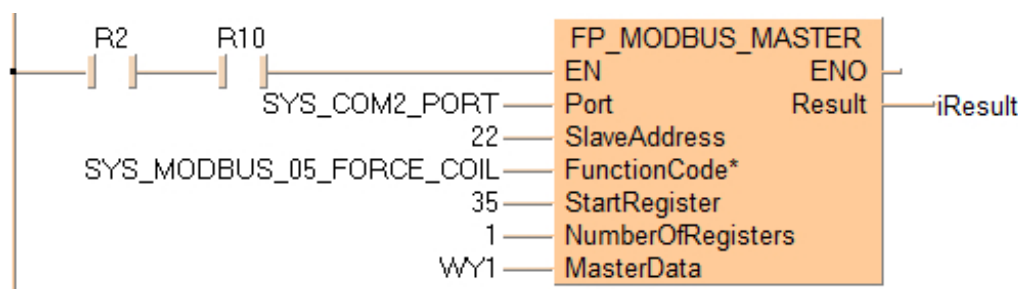 R2 R10 FP_MODBUS_MASTER
EN ENO
SYS_COM2_PORT Port Result iResult
22 SlaveAddress
SYS_MODBUS_05_FORCE_COIL FunctionCode*
35 StartRegister
1 NumberOfRegisters
WY1 MasterData